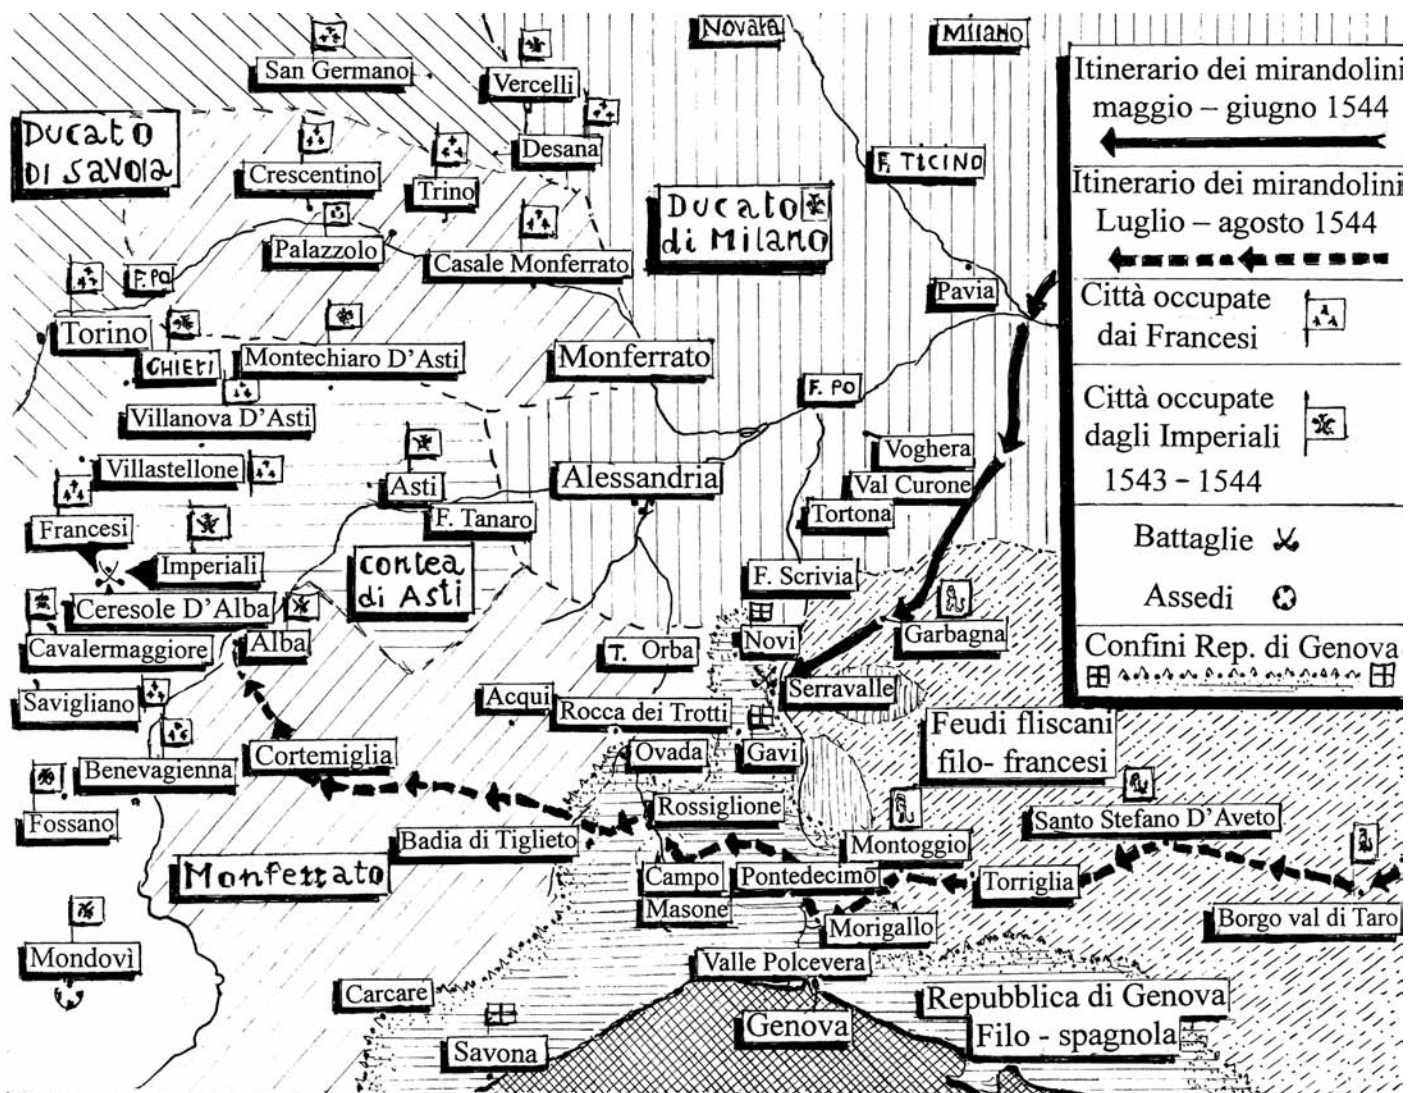 Novara
Milano
San Germano
Vercelli
Ducato
Di Savoia
Desana
Crescentino
Trino
F. Ticino
Ducato
di Milano
Palazzolo
Casale Monferrato
F. Po
Pavia
Torino
Chieri
Montechiaro D'Asti
Monferrato
F. Po
Villanova D'Asti
Voghera
Villastellone
Asti
Alessandria
Val Curone
F. Tanaro
Tortona
Francesi
Imperiali
contea
di Asti
F. Scrivia
Ceresole D'Alba
Cavalermaggiore
Alba
T. Orba
Novi
Garbagna
Savigliano
Acqui
Rocca dei Trotti
Serravalle
Cortemiglia
Ovada
Gavi
Feudi fliscani
filo- francesi
Benevagienna
Fossano
Rossiglione
Badia di Tiglieto
Montoggio
Santo Stefano D'Aveto
Monferrato
Campo
Masone
Pontedecimo
Torriglia
Morigallo
Borgo val di Taro
Mondovì
Valle Polcevera
Carcare
Genova
Repubblica di Genova
Filo - spagnola
Savona
Itinerario dei mirandolini
maggio – giugno 1544
Itinerario dei mirandolini
Luglio – agosto 1544
Città occupate
dai Francesi
Città occupate
dagli Imperiali
1543 - 1544
Battaglie
Assedi
Confini Rep. di Genova